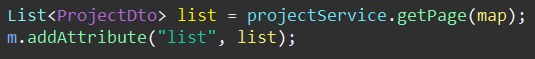 List<ProjectDto> list = projectService.getPage(map);
m.addAttribute("list", list);